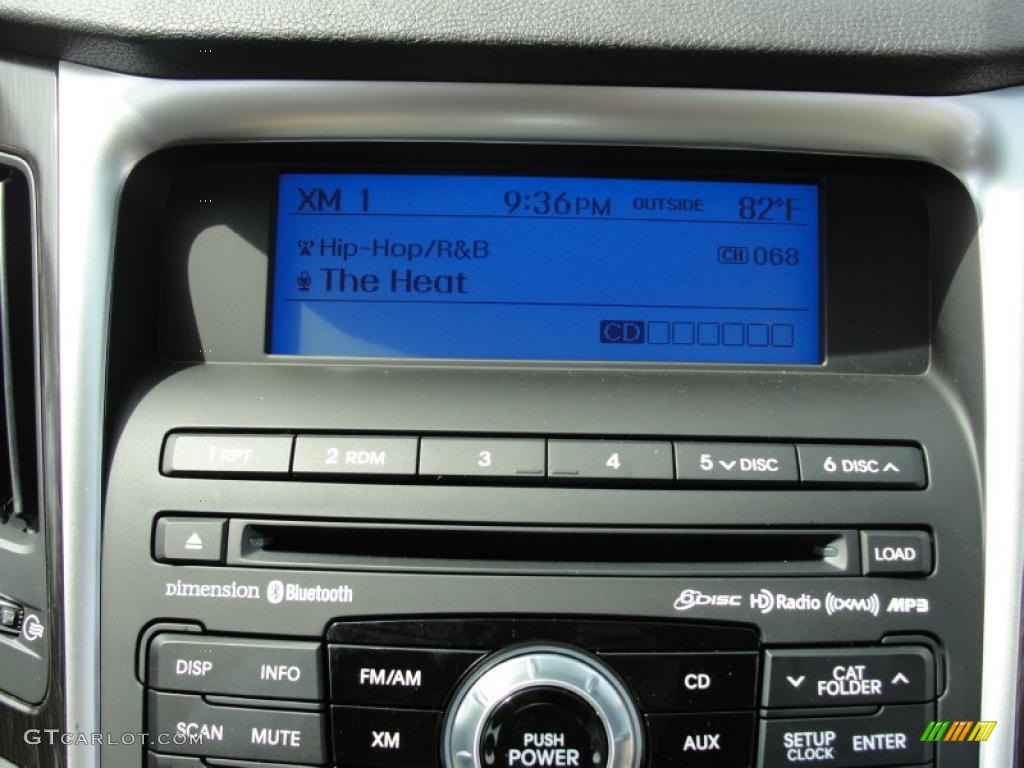 XM 1 9:36PM OUTSIDE 82°F
Hip-Hop/R&B CH 068
The Heat
CD
1 RPT 2 RDM 3 4 5 DISC 6 DISC
LOAD
Dimension Bluetooth 6DISC HD Radio ((XM)) MP3
DISP INFO FM/AM CD CAT FOLDER
SCAN MUTE XM PUSH POWER AUX SETUP CLOCK ENTER
GTCARLOT.COM